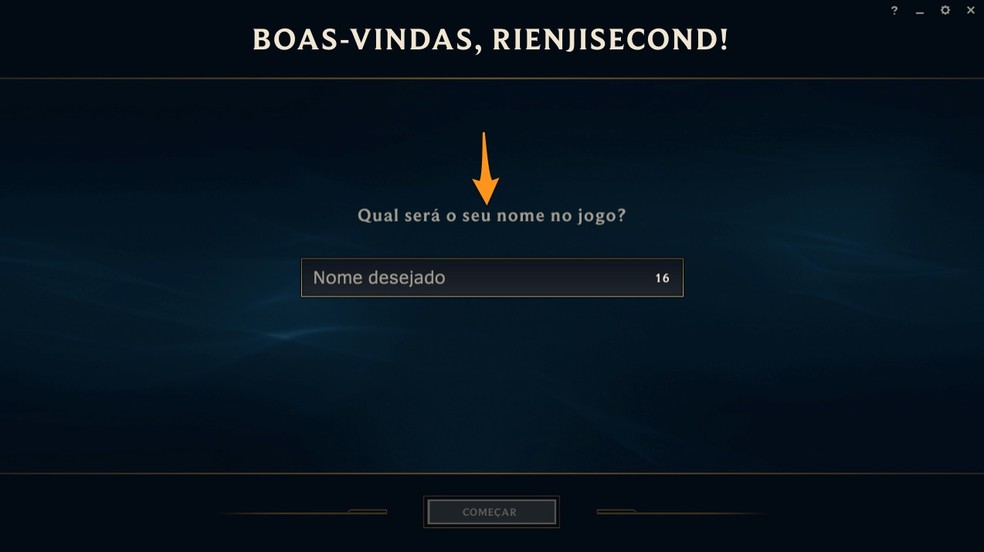 ?
BOAS-VINDAS, RIENJISECOND!
Qual será o seu nome no jogo?
Nome desejado 16
COMEÇAR